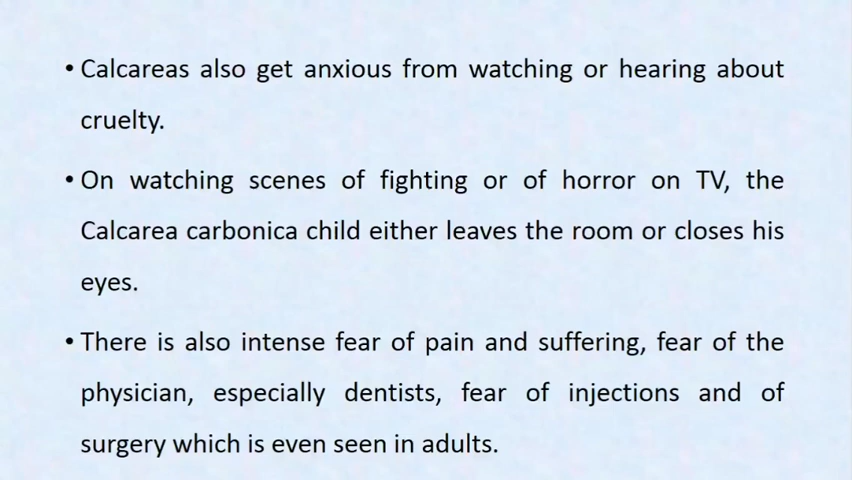 • Calcareas also get anxious from watching or hearing about
cruelty.
• On watching scenes of fighting or of horror on TV, the
Calcarea carbonica child either leaves the room or closes his
eyes.
• There is also intense fear of pain and suffering, fear of the
physician, especially dentists, fear of injections and of
surgery which is even seen in adults.